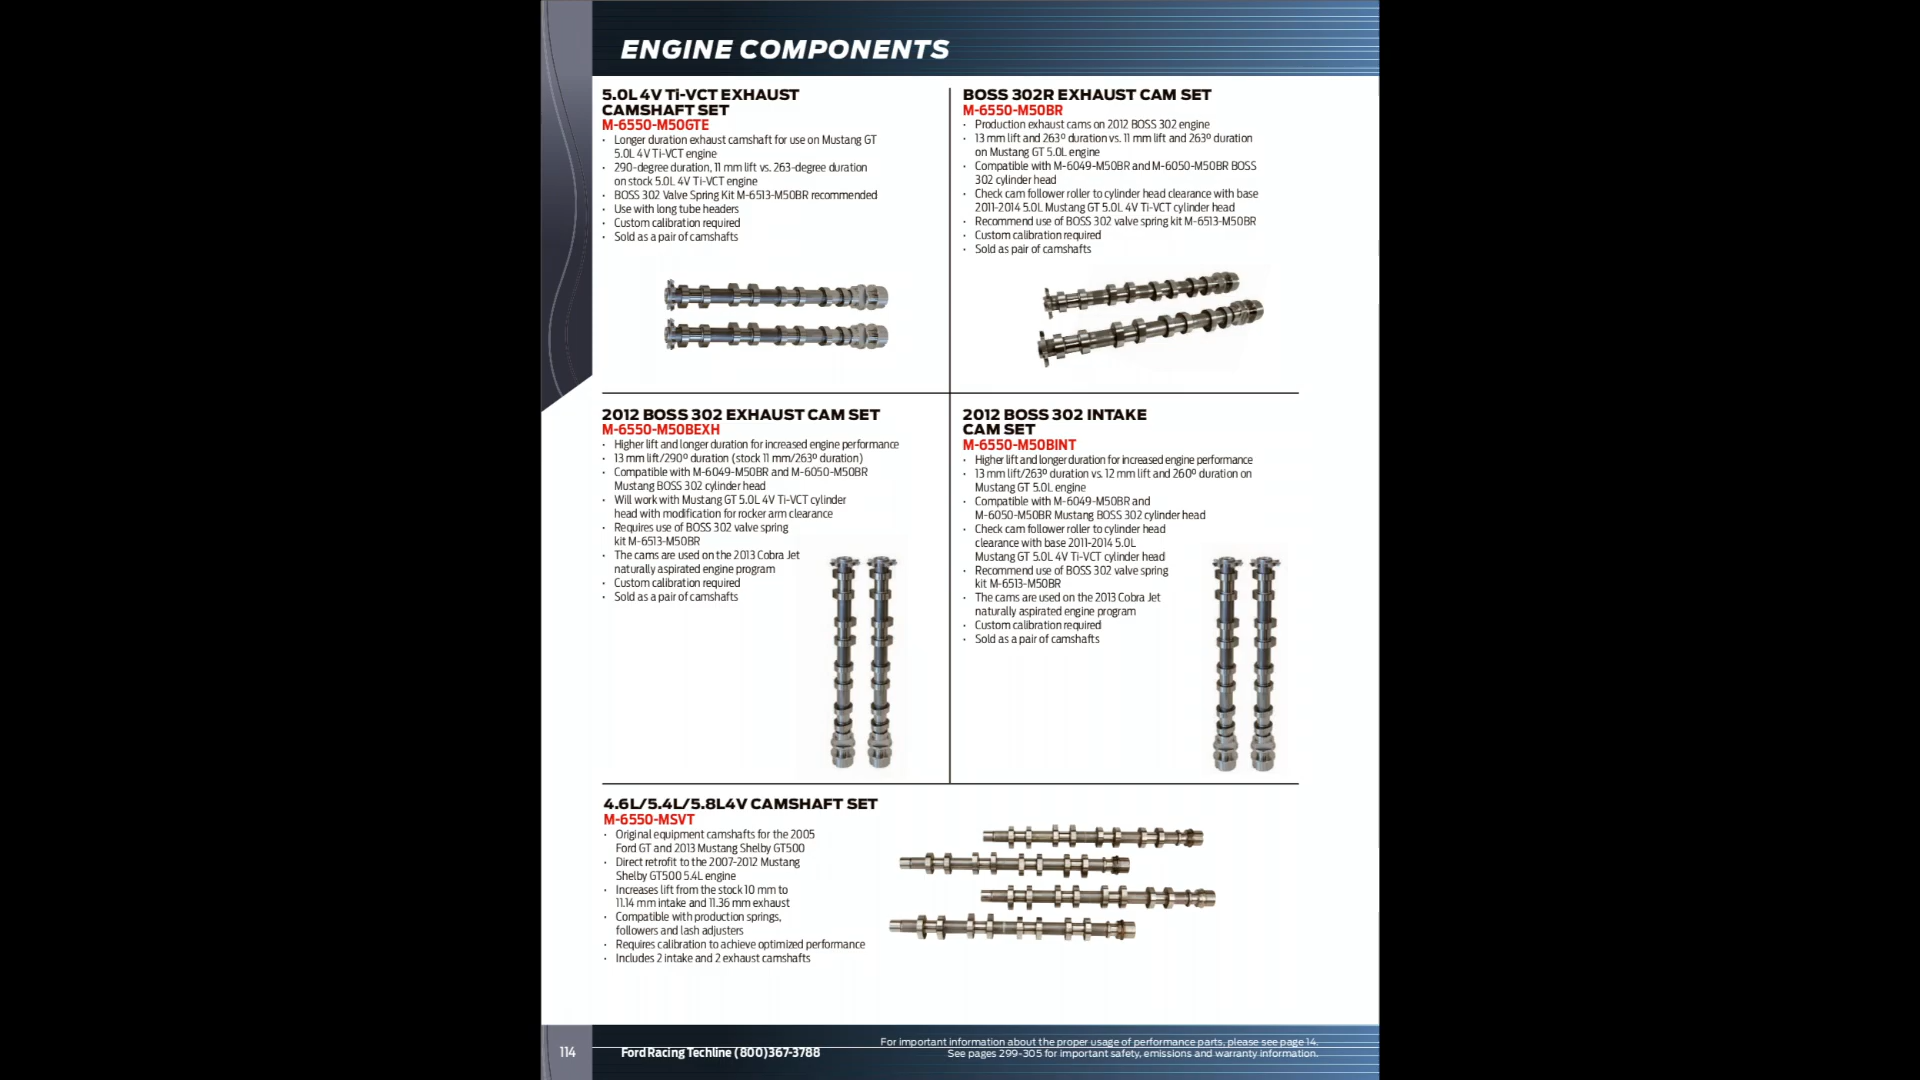 ENGINE COMPONENTS
5.0L 4V Ti-VCT EXHAUST
CAMSHAFT SET
M-6550-M50GTE
· Longer duration exhaust camshaft for use on Mustang GT
5.0L 4V Ti-VCT engine
· 290-degree duration, 11 mm lift vs. 263-degree duration
on stock 5.0L 4V Ti-VCT engine
· BOSS 302 Valve Spring Kit M-6513-M50BR recommended
· Use with long tube headers
· Custom calibration required
· Sold as a pair of camshafts
BOSS 302R EXHAUST CAM SET
M-6550-M50BR
· Production exhaust cams on 2012 BOSS 302 engine
· 13 mm lift and 263º duration vs. 11 mm lift and 263º duration
on Mustang GT 5.0L engine
· Compatible with M-6049-M50BR and M-6050-M50BR BOSS
302 cylinder head
· Check cam follower roller to cylinder head clearance with base
2011-2014 5.0L Mustang GT 5.0L 4V Ti-VCT cylinder head
· Recommend use of BOSS 302 valve spring kit M-6513-M50BR
· Custom calibration required
· Sold as pair of camshafts
2012 BOSS 302 EXHAUST CAM SET
M-6550-M50BEXH
· Higher lift and longer duration for increased engine performance
· 13 mm lift/290º duration (stock 11 mm/263º duration)
· Compatible with M-6049-M50BR and M-6050-M50BR
Mustang BOSS 302 cylinder head
· Will work with Mustang GT 5.0L 4V Ti-VCT cylinder
head with modification for rocker arm clearance
· Requires use of BOSS 302 valve spring
kit M-6513-M50BR
· The cams are used on the 2013 Cobra Jet
naturally aspirated engine program
· Custom calibration required
· Sold as a pair of camshafts
2012 BOSS 302 INTAKE
CAM SET
M-6550-M50BINT
· Higher lift and longer duration for increased engine performance
· 13 mm lift/263º duration vs. 12 mm lift and 260º duration on
Mustang GT 5.0L engine
· Compatible with M-6049-M50BR and
M-6050-M50BR Mustang BOSS 302 cylinder head
· Check cam follower roller to cylinder head
clearance with base 2011-2014 5.0L
Mustang GT 5.0L 4V Ti-VCT cylinder head
· Recommend use of BOSS 302 valve spring
kit M-6513-M50BR
· The cams are used on the 2013 Cobra Jet
naturally aspirated engine program
· Custom calibration required
· Sold as a pair of camshafts
4.6L/5.4L/5.8L4V CAMSHAFT SET
M-6550-MSVT
· Original equipment camshafts for the 2005
Ford GT and 2013 Mustang Shelby GT500
· Direct retrofit to the 2007-2012 Mustang
Shelby GT500 5.4L engine
· Increases lift from the stock 10 mm to
11.14 mm intake and 11.36 mm exhaust
· Compatible with production springs,
followers and lash adjusters
· Requires calibration to achieve optimized performance
· Includes 2 intake and 2 exhaust camshafts
114
Ford Racing Techline (800)367-3788
For important information about the proper usage of performance parts, please see page 14.
See pages 299-305 for important safety, emissions and warranty information.